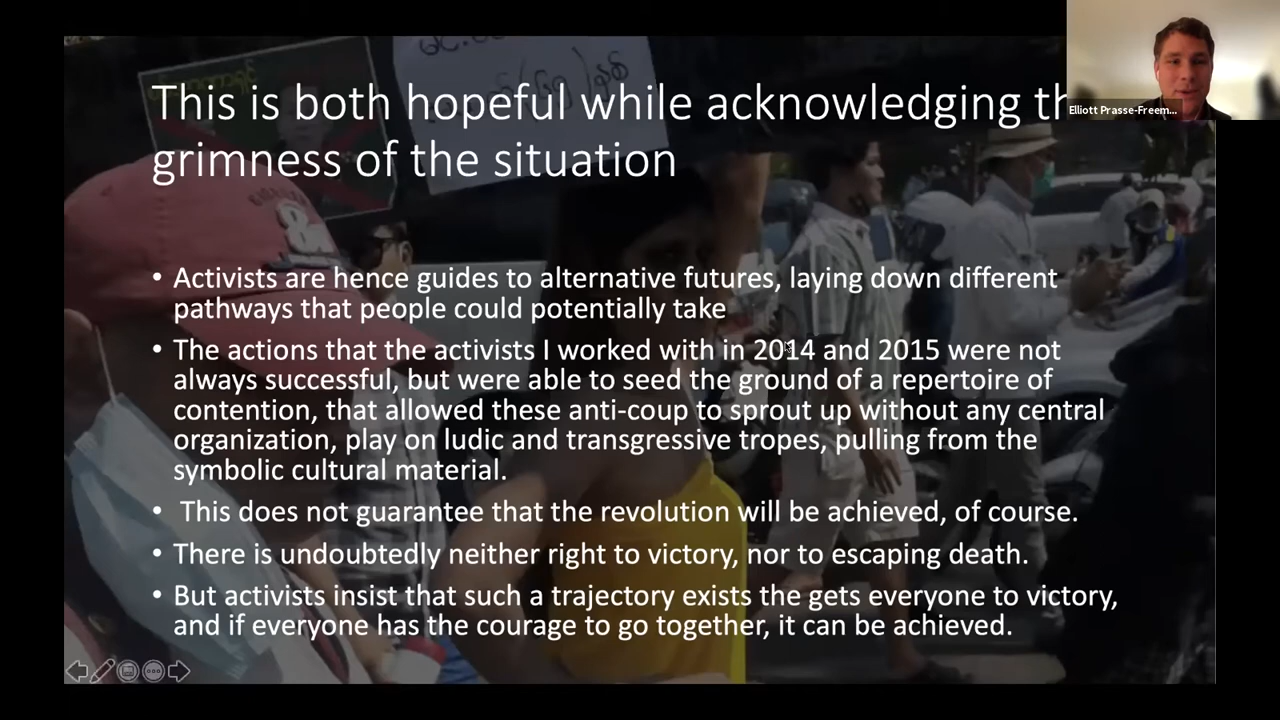 This is both hopeful while acknowledging th
grimness of the situation
Elliott Prasse-Freem...
• Activists are hence guides to alternative futures, laying down different
pathways that people could potentially take
• The actions that the activists I worked with in 2014 and 2015 were not
always successful, but were able to seed the ground of a repertoire of
contention, that allowed these anti-coup to sprout up without any central
organization, play on ludic and transgressive tropes, pulling from the
symbolic cultural material.
• This does not guarantee that the revolution will be achieved, of course.
• There is undoubtedly neither right to victory, nor to escaping death.
• But activists insist that such a trajectory exists the gets everyone to victory,
and if everyone has the courage to go together, it can be achieved.